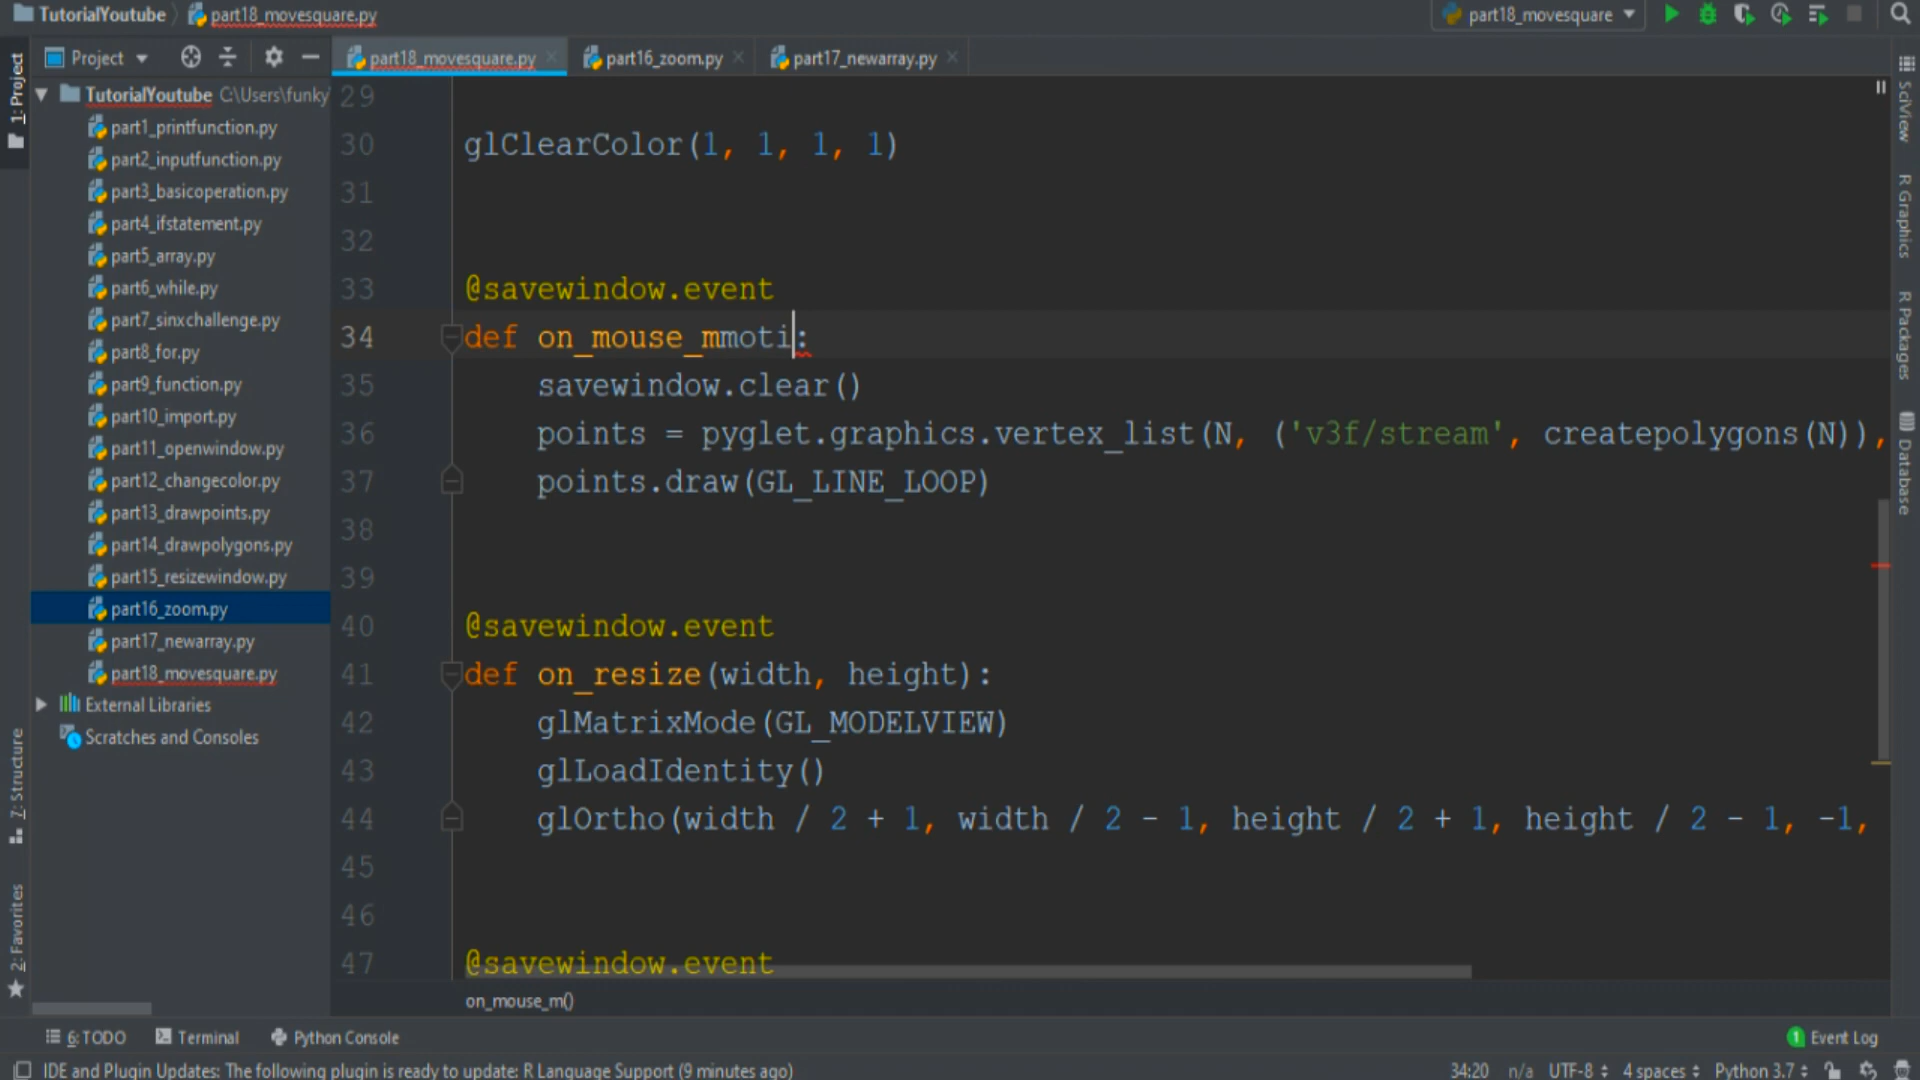 TutorialYoutube part18_movesquare.py
part18_movesquare
1: Project
Project
part18_movesquare.py
part16_zoom.py
part17_newarray.py
TutorialYoutube C:\Users\funky
part1_printfunction.py
part2_inputfunction.py
part3_basicoperation.py
part4_ifstatement.py
part5_array.py
part6_while.py
part7_sinxchallenge.py
part8_for.py
part9_function.py
part10_import.py
part11_openwindow.py
part12_changecolor.py
part13_drawpoints.py
part14_drawpolygons.py
part15_resizewindow.py
part16_zoom.py
part17_newarray.py
part18_movesquare.py
External Libraries
Scratches and Consoles
7: Structure
2: Favorites
29
30 glClearColor(1, 1, 1, 1)
31
32
33 @savewindow.event
34 def on_mouse_mmoti:
35 savewindow.clear()
36 points = pyglet.graphics.vertex_list(N, ('v3f/stream', createpolygons(N)),
37 points.draw(GL_LINE_LOOP)
38
39
40 @savewindow.event
41 def on_resize(width, height):
42 glMatrixMode(GL_MODELVIEW)
43 glLoadIdentity()
44 glOrtho(width / 2 + 1, width / 2 - 1, height / 2 + 1, height / 2 - 1, -1,
45
46
47 @savewindow.event
on_mouse_m()
SciView
R Graphics
R Packages
Database
6: TODO
Terminal
Python Console
1 Event Log
IDE and Plugin Updates: The following plugin is ready to update: R Language Support (9 minutes ago)
34:20 n/a UTF-8 4 spaces Python 3.7